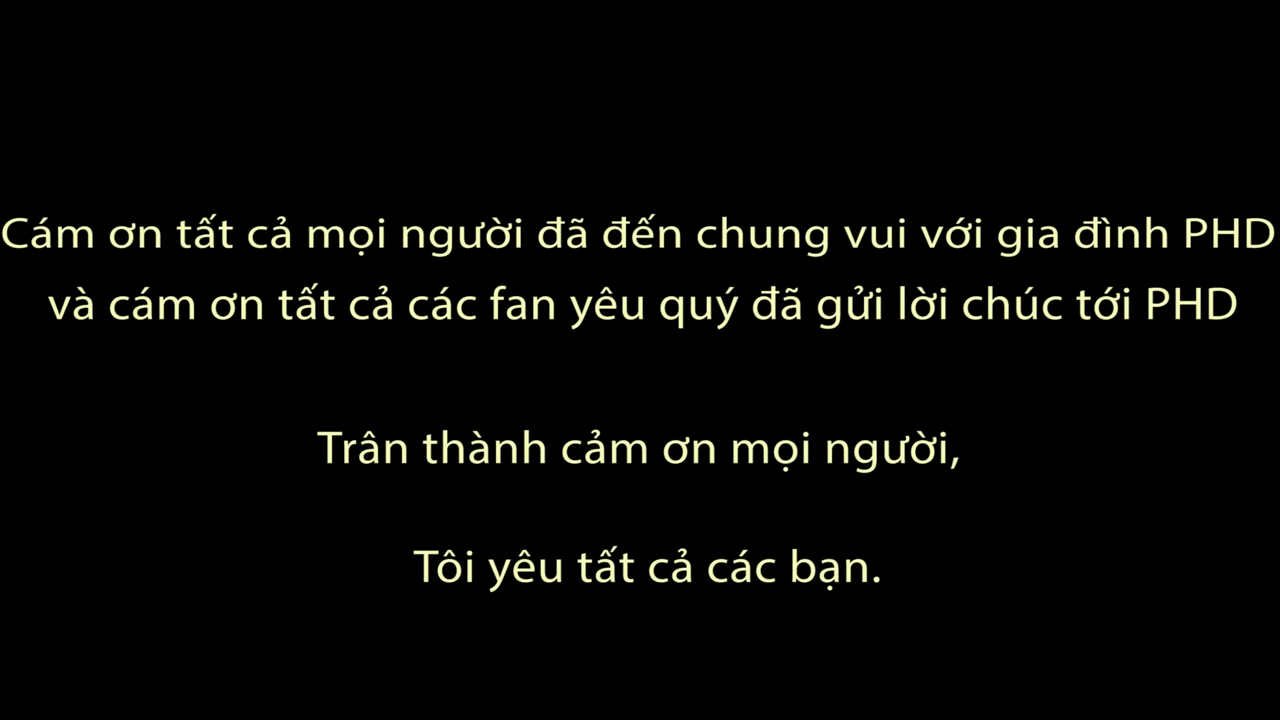 Cám ơn tất cả mọi người đã đến chung vui với gia đình PHD
và cám ơn tất cả các fan yêu quý đã gửi lời chúc tới PHD
Trân thành cảm ơn mọi người,
Tôi yêu tất cả các bạn.